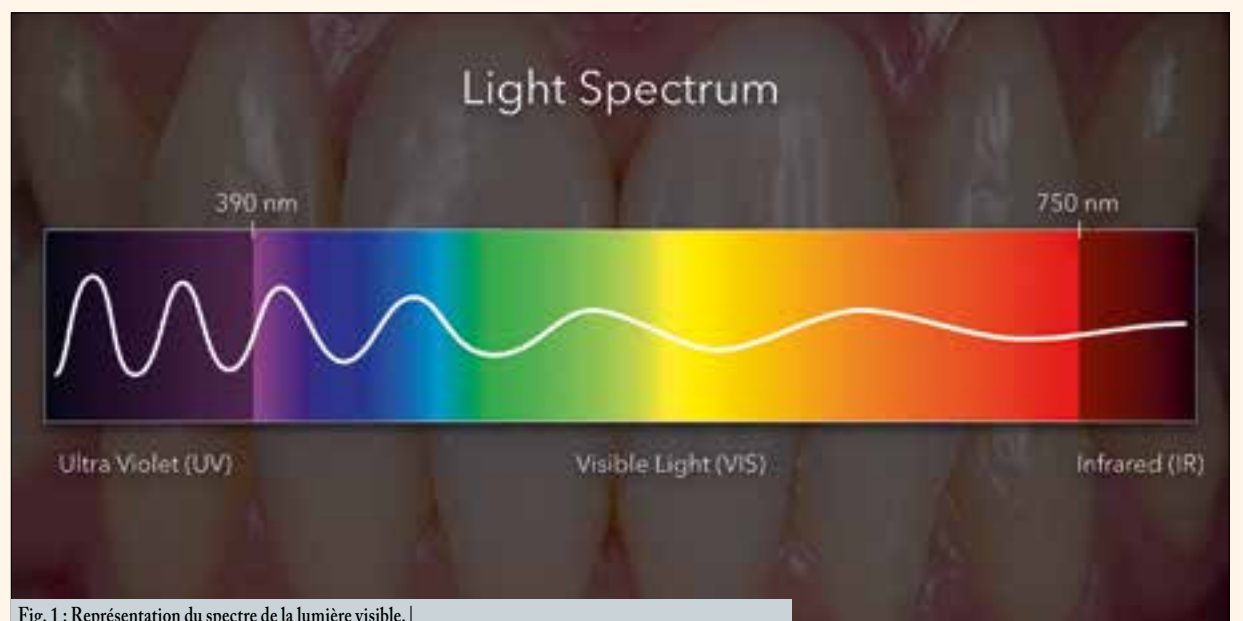 Light Spectrum
390 nm 750 nm
Ultra Violet (UV) Visible Light (VIS) Infrared (IR)
Fig. 1 : Représentation du spectre de la lumière visible. |